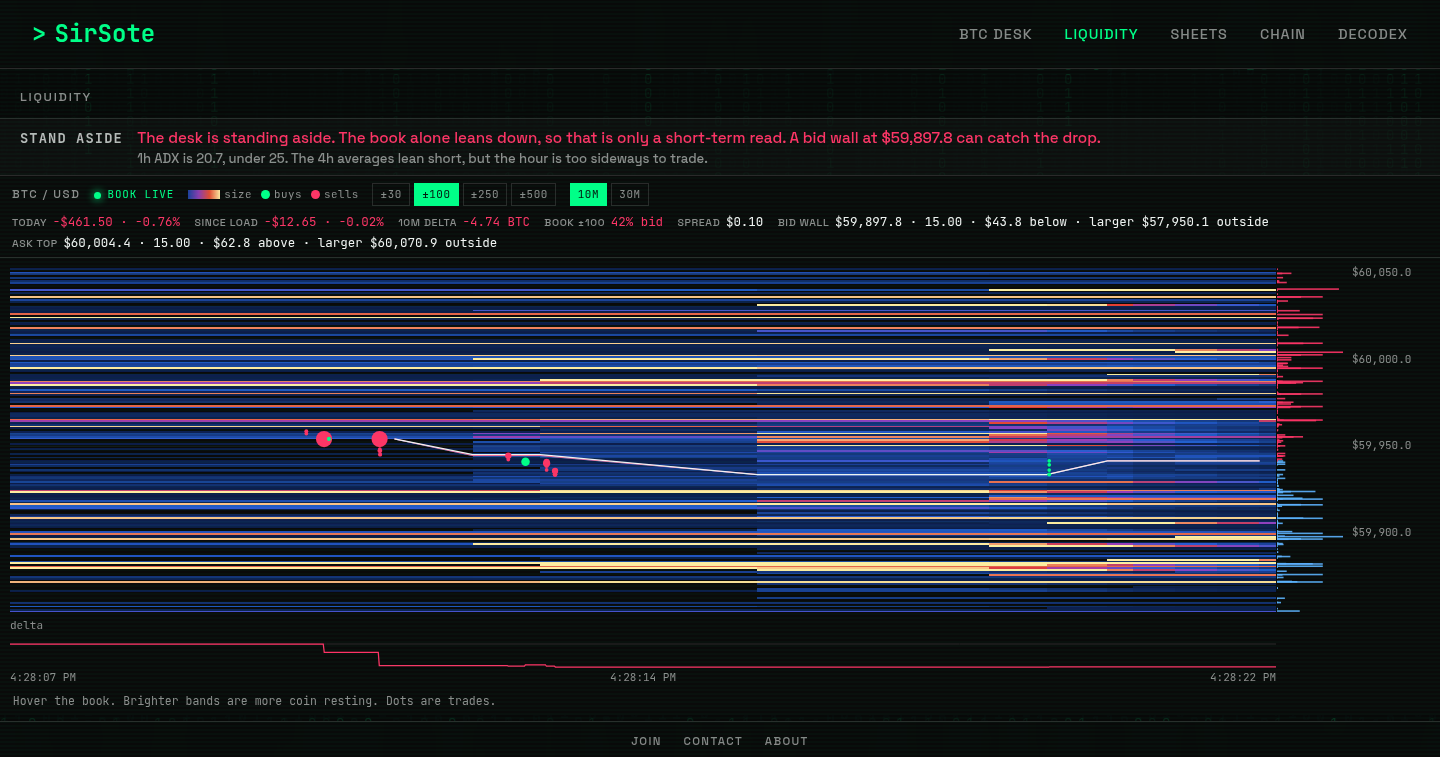 > SirSote
BTC DESK LIQUIDITY SHEETS CHAIN DECODEX
LIQUIDITY
STAND ASIDE The desk is standing aside. The book alone leans down, so that is only a short-term read. A bid wall at $59,897.8 can catch the drop.
1h ADX is 20.7, under 25. The 4h averages lean short, but the hour is too sideways to trade.
BTC / USD BOOK LIVE size buys sells ±30 ±100 ±250 ±500 10M 30M
TODAY -$461.50 · -0.76% SINCE LOAD -$12.65 · -0.02% 10M DELTA -4.74 BTC BOOK ±100 42% bid SPREAD $0.10 BID WALL $59,897.8 · 15.00 · $43.8 below · larger $57,950.1 outside
ASK TOP $60,004.4 · 15.00 · $62.8 above · larger $60,070.9 outside
$60,050.0
$60,000.0
$59,950.0
$59,900.0
delta
4:28:07 PM 4:28:14 PM 4:28:22 PM
Hover the book. Brighter bands are more coin resting. Dots are trades.
JOIN CONTACT ABOUT